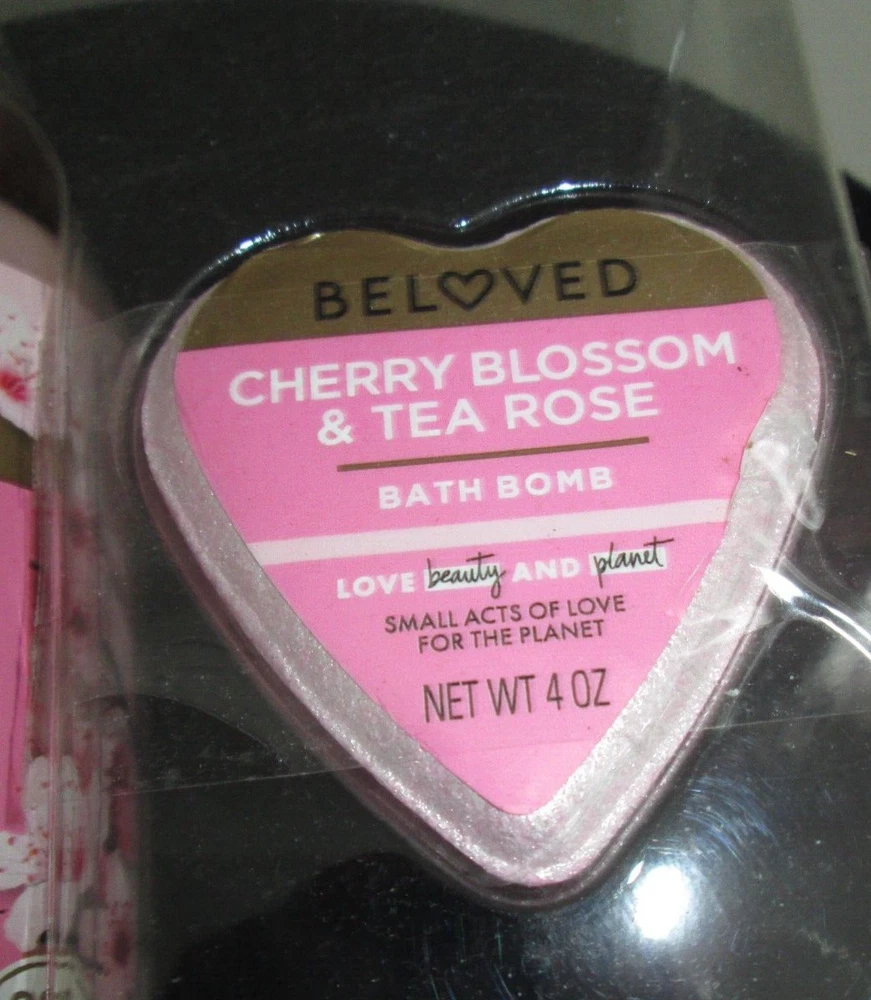 BELOVED
CHERRY BLOSSOM
& TEA ROSE
BATH BOMB
LOVE beauty AND planet
SMALL ACTS OF LOVE
FOR THE PLANET
NET WT 4 OZ